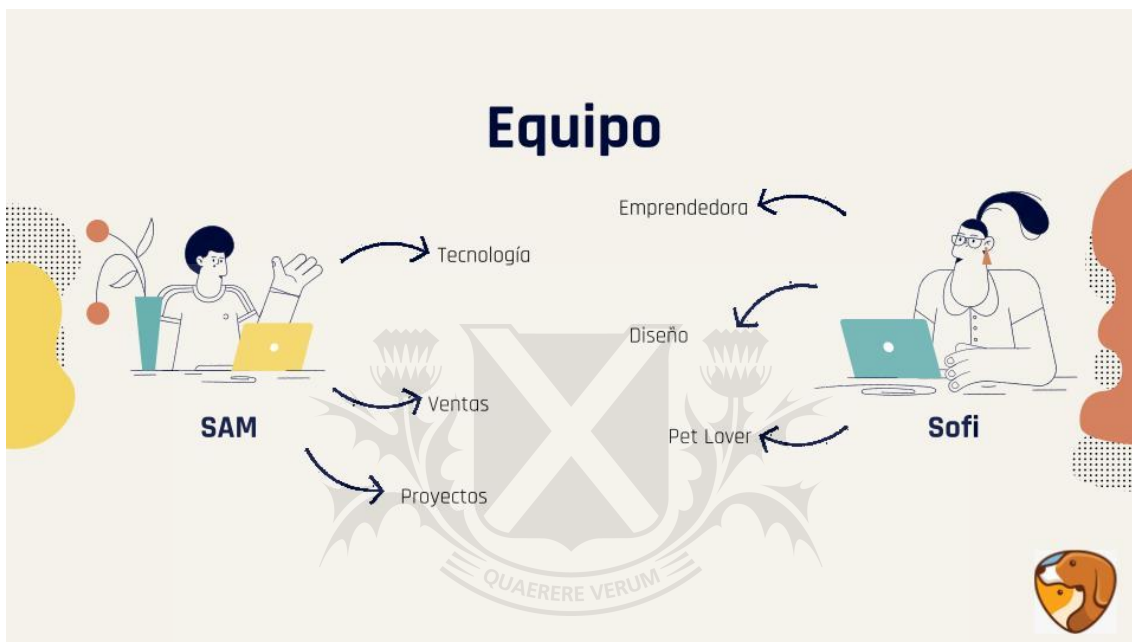 Equipo
Emprendedora
Tecnología
Diseño
Ventas
SAM
Sofi
Pet Lover
Proyectos
QUAERERE VERUM